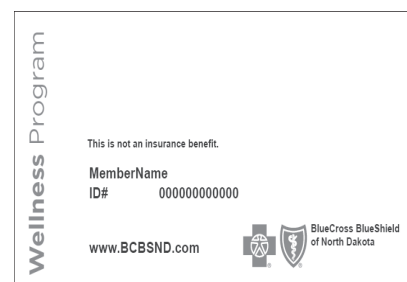 Wellness Program
This is not an insurance benefit.
MemberName
ID# 000000000000
www.BCBSND.com
BlueCross BlueShield
of North Dakota